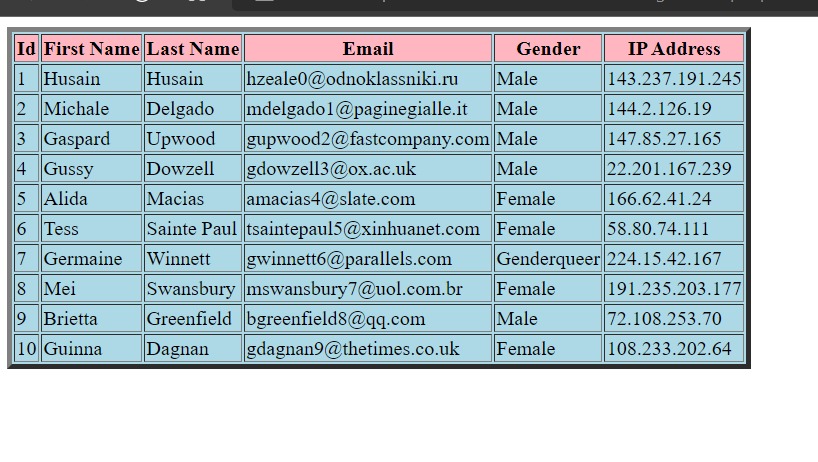 Id First Name Last Name Email Gender IP Address
1 Husain Husain hzeale0@odnoklassniki.ru Male 143.237.191.245
2 Michale Delgado mdelgado1@paginegialle.it Male 144.2.126.19
3 Gaspard Upwood gupwood2@fastcompany.com Male 147.85.27.165
4 Gussy Dowzell gdowzell3@ox.ac.uk Male 22.201.167.239
5 Alida Macias amacias4@slate.com Female 166.62.41.24
6 Tess Sainte Paul tsaintepaul5@xinhuanet.com Female 58.80.74.111
7 Germaine Winnett gwinnett6@parallels.com Genderqueer 224.15.42.167
8 Mei Swansbury mswansbury7@uol.com.br Female 191.235.203.177
9 Brietta Greenfield bgreenfield8@qq.com Male 72.108.253.70
10 Guinna Dagnan gdagnan9@thetimes.co.uk Female 108.233.202.64